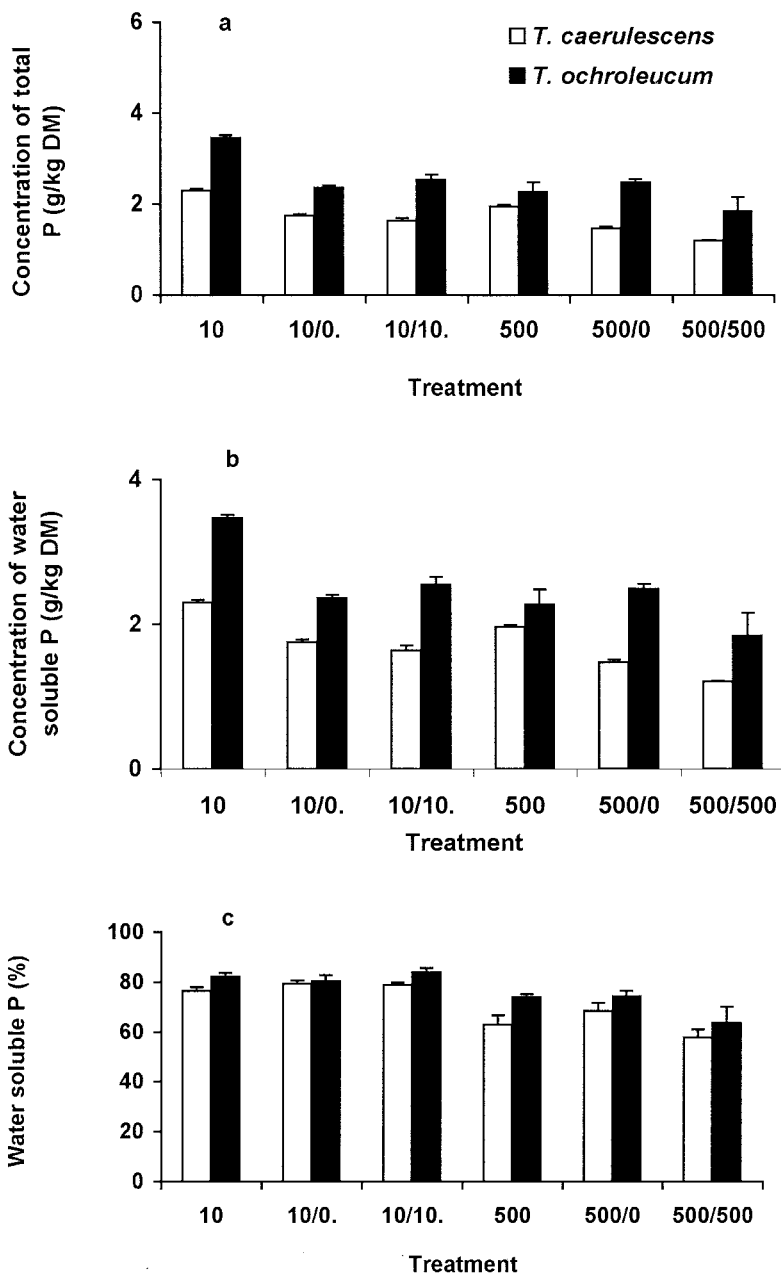 a
T. caerulescens
T. ochroleucum
Concentration of total
P (g/kg DM)
6
4
2
0
10 10/0. 10/10. 500 500/0 500/500
Treatment
b
Concentration of water
soluble P (g/kg DM)
4
2
0
10 10/0. 10/10. 500 500/0 500/500
Treatment
c
Water soluble P (%)
100
80
60
40
20
0
10 10/0. 10/10. 500 500/0 500/500
Treatment